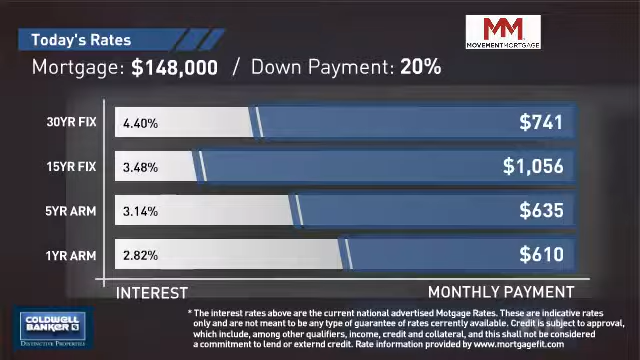 Today's Rates
MM
MOVEMENTMORTGAGE
Mortgage: $148,000 / Down Payment: 20%
30YR FIX 4.40% $741
15YR FIX 3.48% $1,056
5YR ARM 3.14% $635
1YR ARM 2.82% $610
INTEREST MONTHLY PAYMENT
COLDWELL
BANKER
DISTINCTIVE PROPERTIES
* The interest rates above are the current national advertised Motgage Rates. These are indicative rates
only and are not meant to be any type of guarantee of rates cerrently available. Credit is subject to approval,
which include, among other qualifiers, income, credit and collateral, and this shall not be considered
a commitment to lend or externd credit. Rate information provided by www.mortgagefit.com